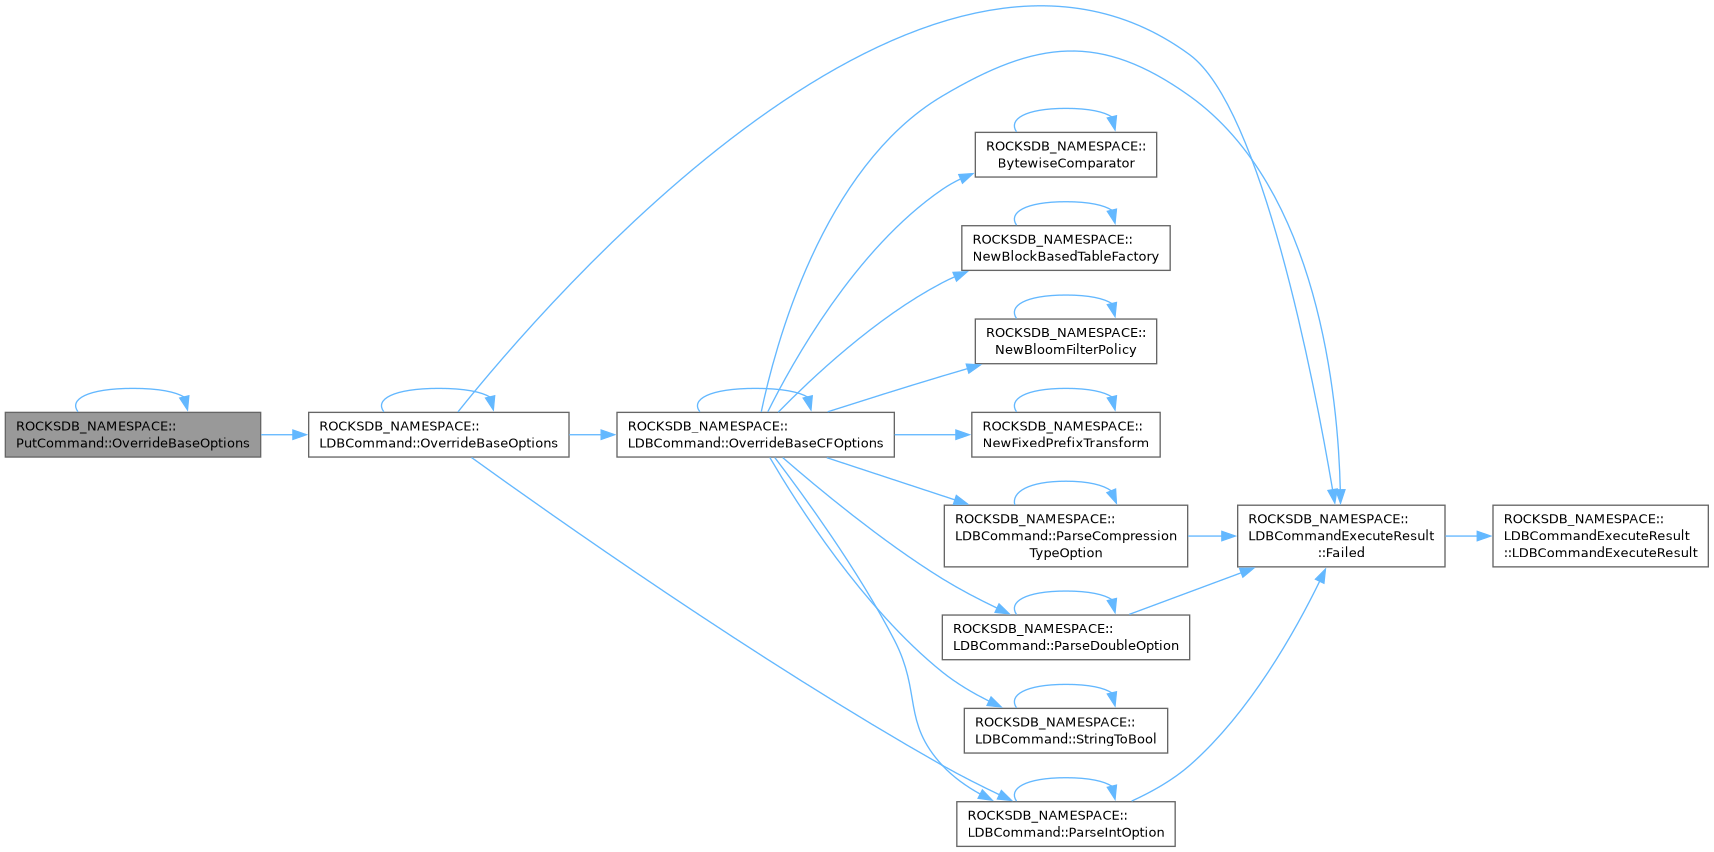 ROCKSDB_NAMESPACE::
PutCommand::OverrideBaseOptions
ROCKSDB_NAMESPACE::
LDBCommand::OverrideBaseOptions
ROCKSDB_NAMESPACE::
LDBCommand::OverrideBaseCFOptions
ROCKSDB_NAMESPACE::
BytewiseComparator
ROCKSDB_NAMESPACE::
NewBlockBasedTableFactory
ROCKSDB_NAMESPACE::
NewBloomFilterPolicy
ROCKSDB_NAMESPACE::
NewFixedPrefixTransform
ROCKSDB_NAMESPACE::
LDBCommand::ParseCompression
TypeOption
ROCKSDB_NAMESPACE::
LDBCommand::ParseDoubleOption
ROCKSDB_NAMESPACE::
LDBCommand::StringToBool
ROCKSDB_NAMESPACE::
LDBCommand::ParseIntOption
ROCKSDB_NAMESPACE::
LDBCommandExecuteResult
::Failed
ROCKSDB_NAMESPACE::
LDBCommandExecuteResult
::LDBCommandExecuteResult